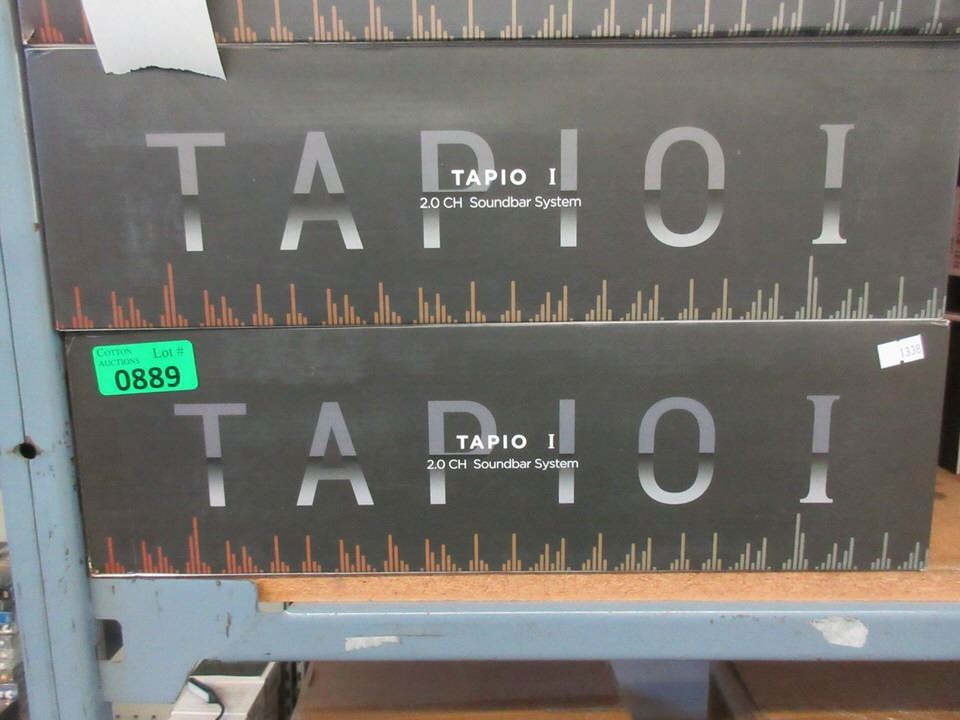 TAPIO I
TAPIO I
2.0 CH Soundbar System
COTTON AUCTIONS Lot #
0889
1338
TAPIO I
TAPIO I
2.0 CH Soundbar System